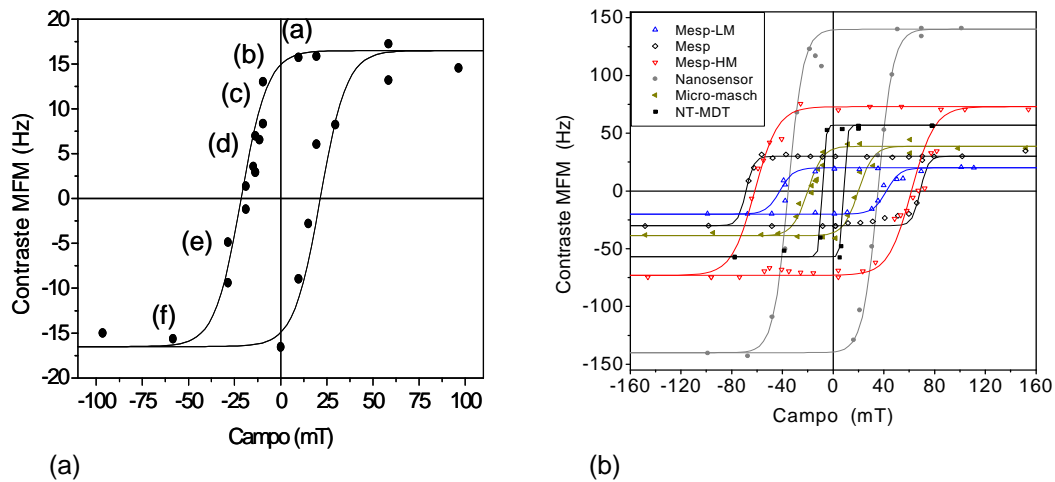 20
15
10
5
0
-5
-10
-15
20
Contraste MFM (Hz)
-100
-75
-50
-25
0
25
50
75
100
Campo (mT)
(a)
(b)
(c)
(d)
(e)
(f)
(a)
150
100
50
0
-50
-100
-150
Contraste MFM (Hz)
-160
-120
-80
-40
0
40
80
120
160
Campo (mT)
Mesp-LM
Mesp
Mesp-HM
Nanosensor
Micro-masch
NT-MDT
(b)